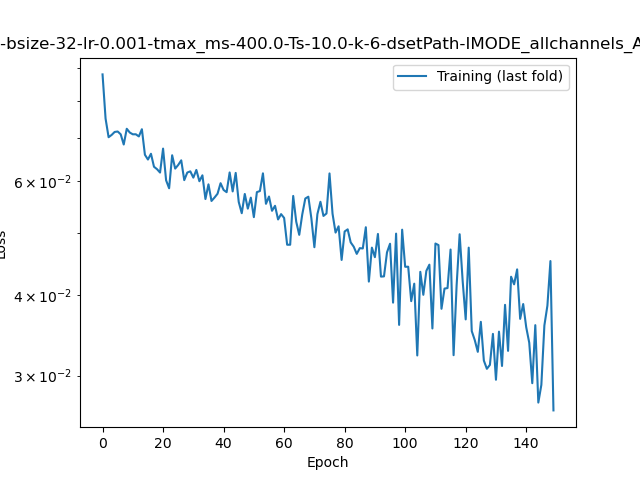 -bsize-32-lr-0.001-tmax_ms-400.0-Ts-10.0-k-6-dsetPath-IMODE_allchannels_A
Training (last fold)
6 × 10⁻²
4 × 10⁻²
3 × 10⁻²
Loss
0 20 40 60 80 100 120 140
Epoch